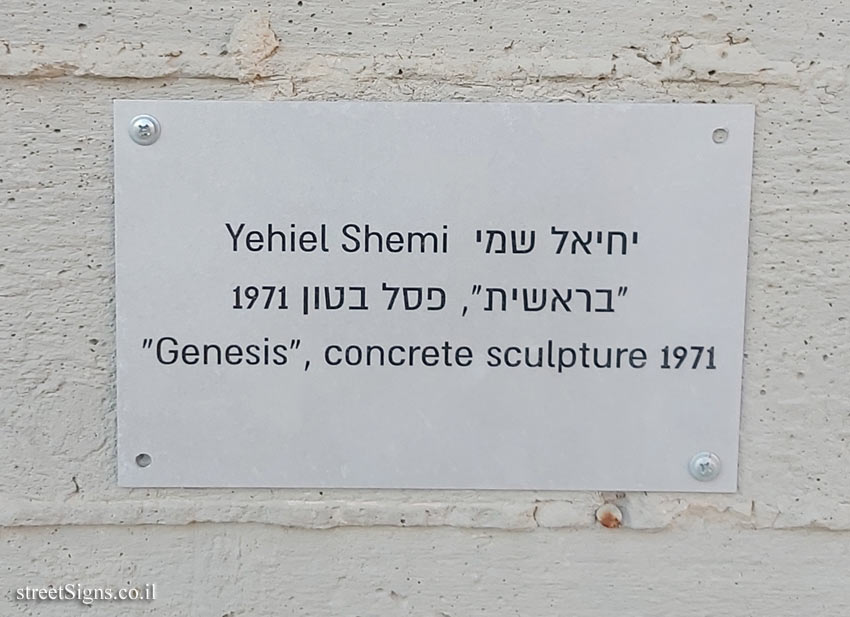 Yehiel Shemi יחיאל שמי
"בראשית", פסל בטון 1971
"Genesis", concrete sculpture 1971
streetSigns.co.il